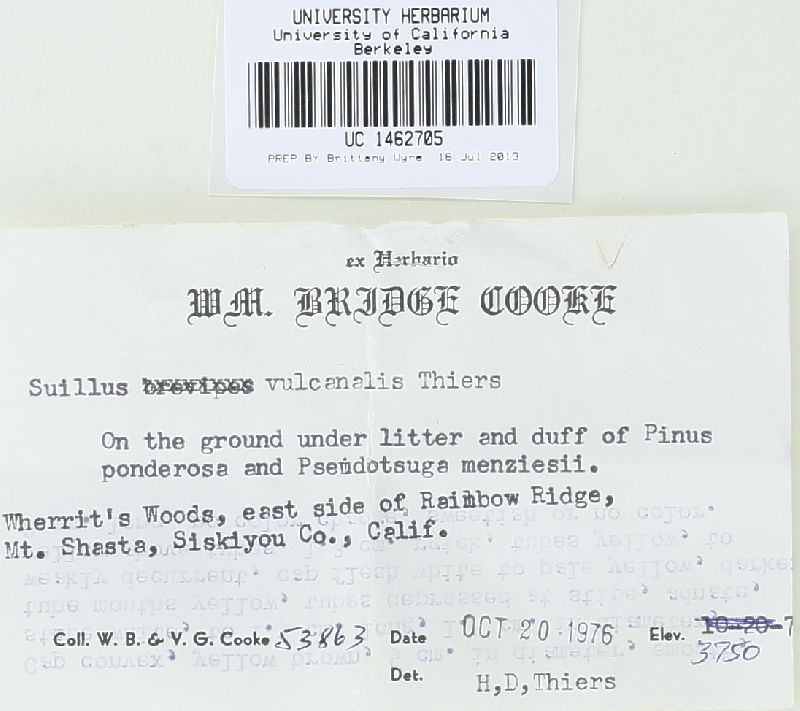 UNIVERSITY HERBARIUM
University of California
Berkeley
UC 1462705
PREP BY Brittany Wyre, 16 Jul 2013
ex Herbario
WM. BRIDGE COOKE
Suillus brevipes vulcanalis Thiers
On the ground under litter and duff of Pinus
ponderosa and Pseudotsuga menziesii.
Wherrit's Woods, east side of Rainbow Ridge,
Mt. Shasta, Siskiyou Co., Calif.
Coll. W. B. & V. G. Cooke 53863 Date OCT 20 1976 Elev. 10-20-7
3750
Det. H,D,Thiers